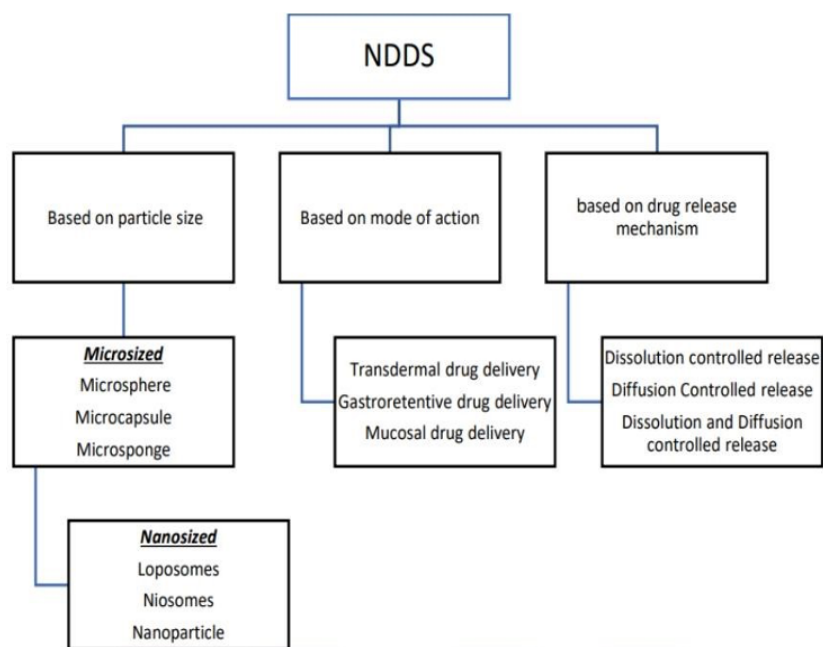 NDDS
Based on particle size
Based on mode of action
based on drug release
mechanism
Microsized
Microsphere
Microcapsule
Microsponge
Transdermal drug delivery
Gastroretentive drug delivery
Mucosal drug delivery
Dissolution controlled release
Diffusion Controlled release
Dissolution and Diffusion
controlled release
Nanosized
Loposomes
Niosomes
Nanoparticle